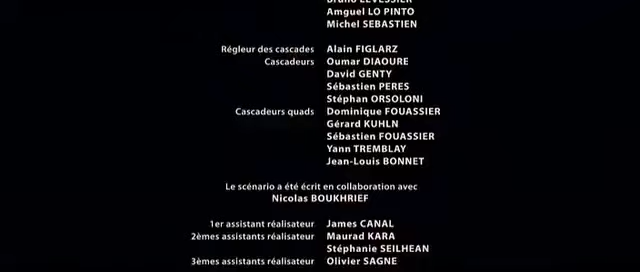 Amguel LO PINTO
Michel SEBASTIEN
Régleur des cascades Alain FIGLARZ
Cascadeurs Oumar DIAOURE
David GENTY
Sébastien PERES
Stéphan ORSOLONI
Cascadeurs quads Dominique FOUASSIER
Gérard KUHLN
Sébastien FOUASSIER
Yann TREMBLAY
Jean-Louis BONNET
Le scénario a été écrit en collaboration avec
Nicolas BOUKHRIEF
1er assistant réalisateur James CANAL
2èmes assistants réalisateur Maurad KARA
Stéphanie SEILHEAN
3èmes assistants réalisateur Olivier SAGNE